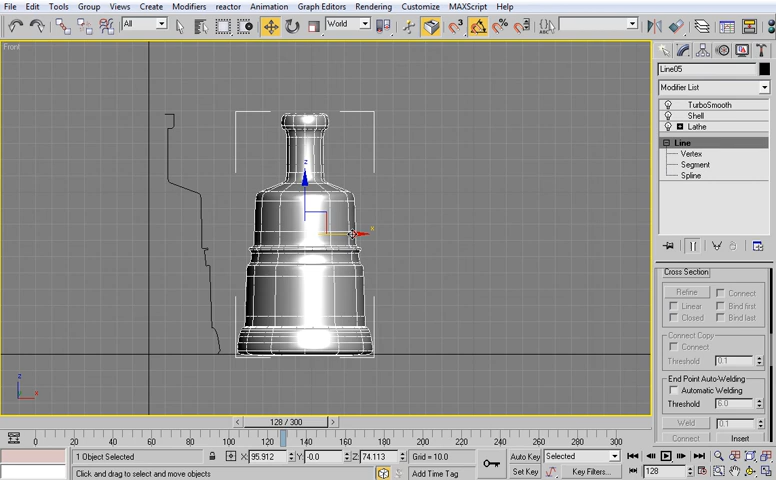 File Edit Tools Group Views Create Modifiers reactor Animation Graph Editors Rendering Customize MAXScript Help
All View World
Front
Line05
Modifier List
TurboSmooth
Shell
Lathe
Line
Vertex
Segment
Spline
Cross Section
Refine Connect
Linear Bind first
Closed Bind last
Connect Copy
Connect
Threshold 0.1
End Point Auto-Welding
Automatic Welding
Threshold 6.0
Weld 0.1
Connect Insert
z
x
z
x
128 / 300
0 20 40 60 80 100 120 140 160 180 200 220 240 260 280 300
1 Object Selected X: 95.912 Y: -0.0 Z: 74.113 Grid = 10.0 Auto Key Selected
Click and drag to select and move objects Add Time Tag Set Key Key Filters... 128